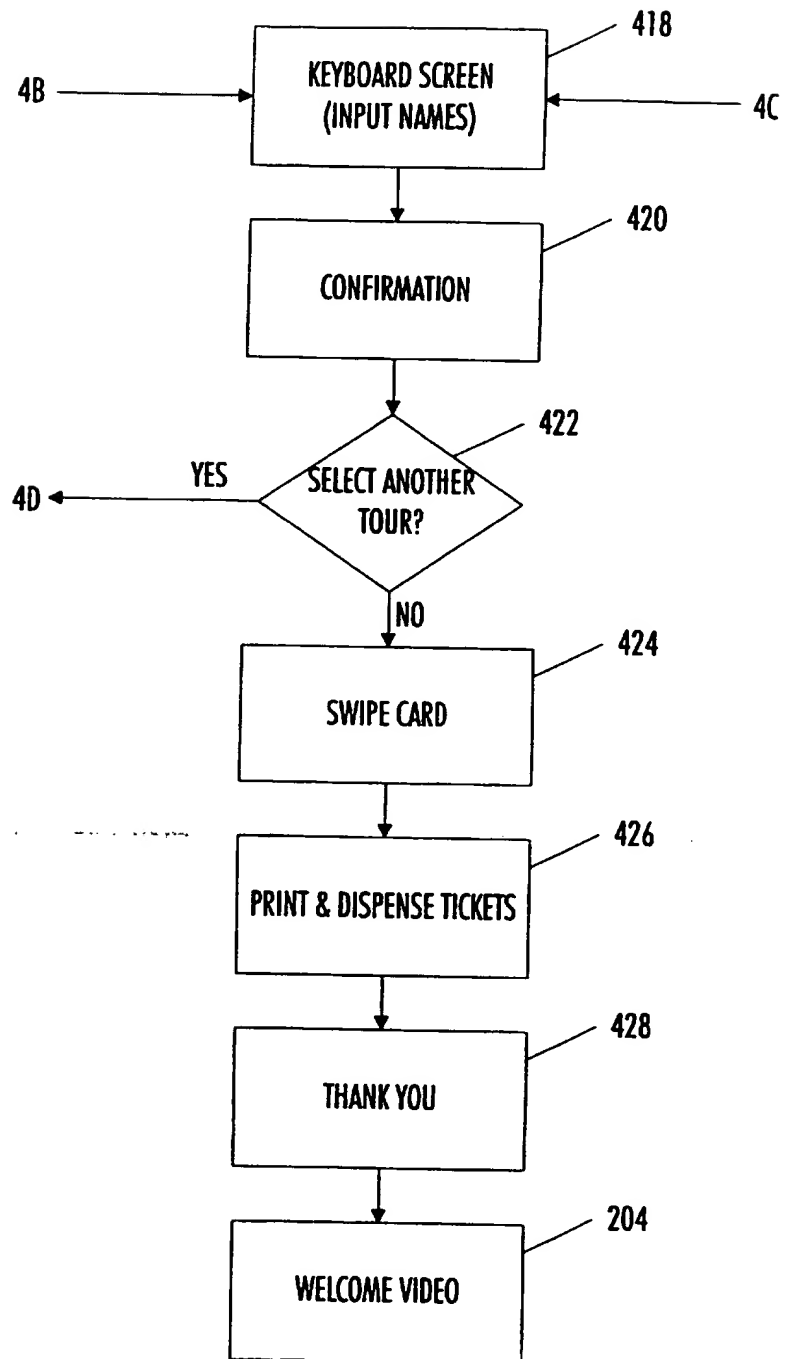 418
KEYBOARD SCREEN
(INPUT NAMES)
4B
4C
420
CONFIRMATION
422
YES
SELECT ANOTHER
TOUR?
4D
NO
424
SWIPE CARD
426
PRINT & DISPENSE TICKETS
428
THANK YOU
204
WELCOME VIDEO